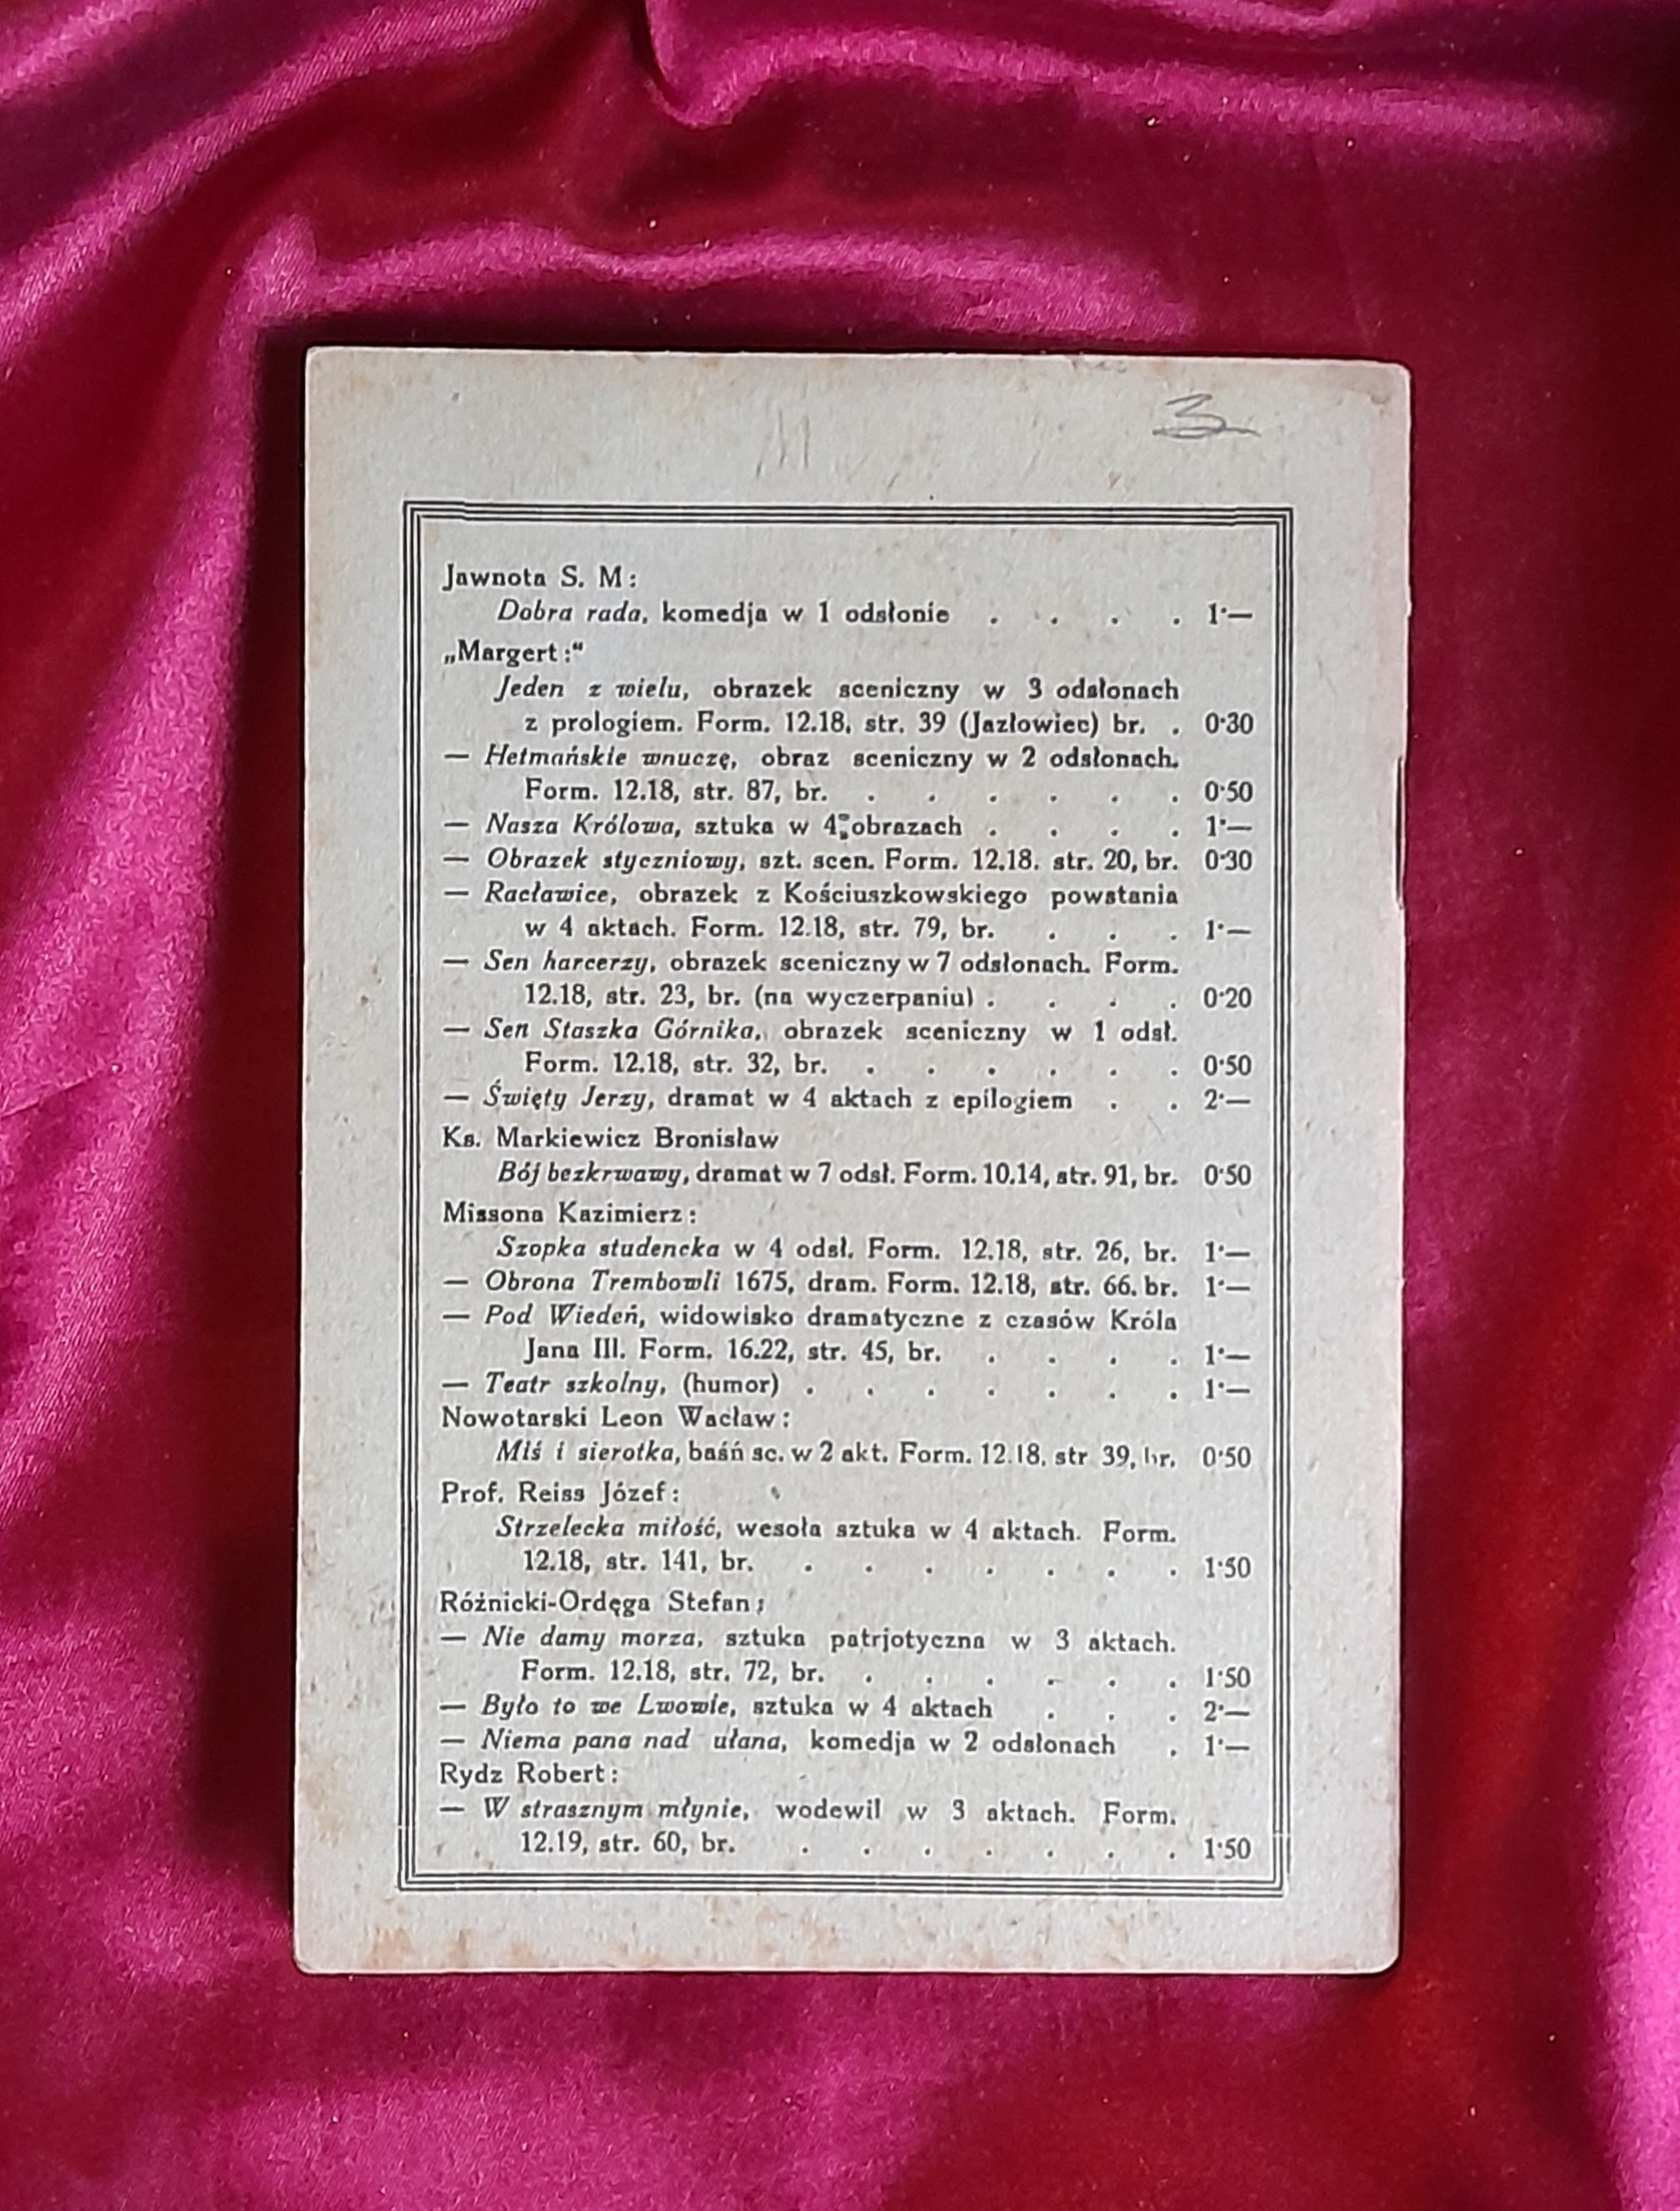 3
Jawnota S. M:
Dobra rada, komedja w 1 odsłonie . . . . 1·—
„Margert:“
Jeden z wielu, obrazek sceniczny w 3 odsłonach
z prologiem. Form. 12.18, str. 39 (Jazłowiec) br. . 0·30
— Hetmańskie wnuczę, obraz sceniczny w 2 odsłonach.
Form. 12.18, str. 87, br. . . . . . . 0·50
— Nasza Królowa, sztuka w 4 obrazach . . . . 1·—
— Obrazek styczniowy, szt. scen. Form. 12.18. str. 20, br. 0·30
— Racławice, obrazek z Kościuszkowskiego powstania
w 4 aktach. Form. 12.18, str. 79, br. . . . 1·—
— Sen harcerzy, obrazek sceniczny w 7 odsłonach. Form.
12.18, str. 23, br. (na wyczerpaniu) . . . . 0·20
— Sen Staszka Górnika, obrazek sceniczny w 1 odsł.
Form. 12.18, str. 32, br. . . . . . . 0·50
— Święty Jerzy, dramat w 4 aktach z epilogiem . . 2·—
Ks. Markiewicz Bronisław
Bój bezkrwawy, dramat w 7 odsł. Form. 10.14, str. 91, br. 0·50
Missona Kazimierz:
Szopka studencka w 4 odsł. Form. 12.18, str. 26, br. 1·—
— Obrona Trembowli 1675, dram. Form. 12.18, str. 66. br. 1·—
— Pod Wiedeń, widowisko dramatyczne z czasów Króla
Jana III. Form. 16.22, str. 45, br. . . . . 1·—
— Teatr szkolny, (humor) . . . . . . . 1·—
Nowotarski Leon Wacław:
Miś i sierotka, baśń sc. w 2 akt. Form. 12.18, str 39, br. 0·50
Prof. Reiss Józef:
Strzelecka miłość, wesoła sztuka w 4 aktach. Form.
12.18, str. 141, br. . . . . . . . 1·50
Różnicki-Ordęga Stefan:
— Nie damy morza, sztuka patrjotyczna w 3 aktach.
Form. 12.18, str. 72, br. . . . . . . 1·50
— Było to we Lwowie, sztuka w 4 aktach . . . 2·—
— Niema pana nad ułana, komedja w 2 odsłonach . 1·—
Rydz Robert:
— W strasznym młynie, wodewil w 3 aktach. Form.
12.19, str. 60, br. . . . . . . . 1·50